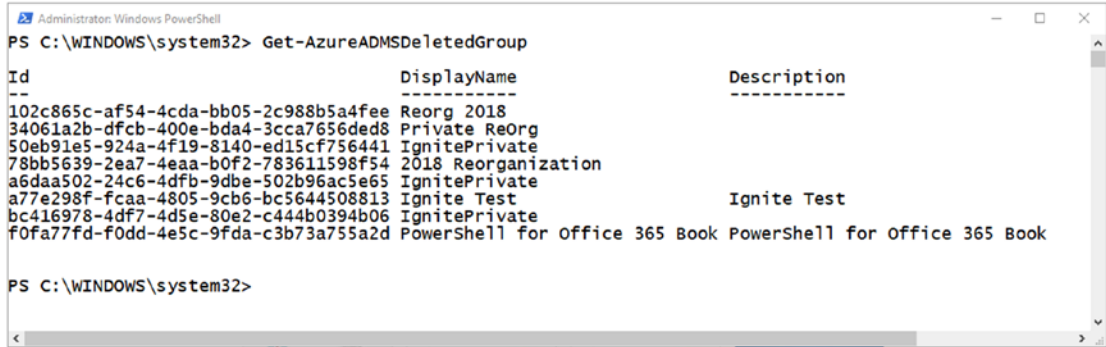 Administrator: Windows PowerShell
PS C:\WINDOWS\system32> Get-AzureADMSDeletedGroup
Id DisplayName Description
-- ----------- -----------
102c865c-af54-4cda-bb05-2c988b5a4fee Reorg 2018
34061a2b-dfcb-400e-bda4-3cca7656ded8 Private ReOrg
50eb91e5-924a-4f19-8140-ed15cf756441 IgnitePrivate
78bb5639-2ea7-4eaa-b0f2-783611598f54 2018 Reorganization
a6daa502-24c6-4dfb-9dbe-502b96ac5e65 IgnitePrivate
a77e298f-fcaa-4805-9cb6-bc5644508813 Ignite Test Ignite Test
bc416978-4df7-4d5e-80e2-c444b0394b06 IgnitePrivate
f0fa77fd-f0dd-4e5c-9fda-c3b73a755a2d PowerShell for Office 365 Book PowerShell for Office 365 Book
PS C:\WINDOWS\system32>